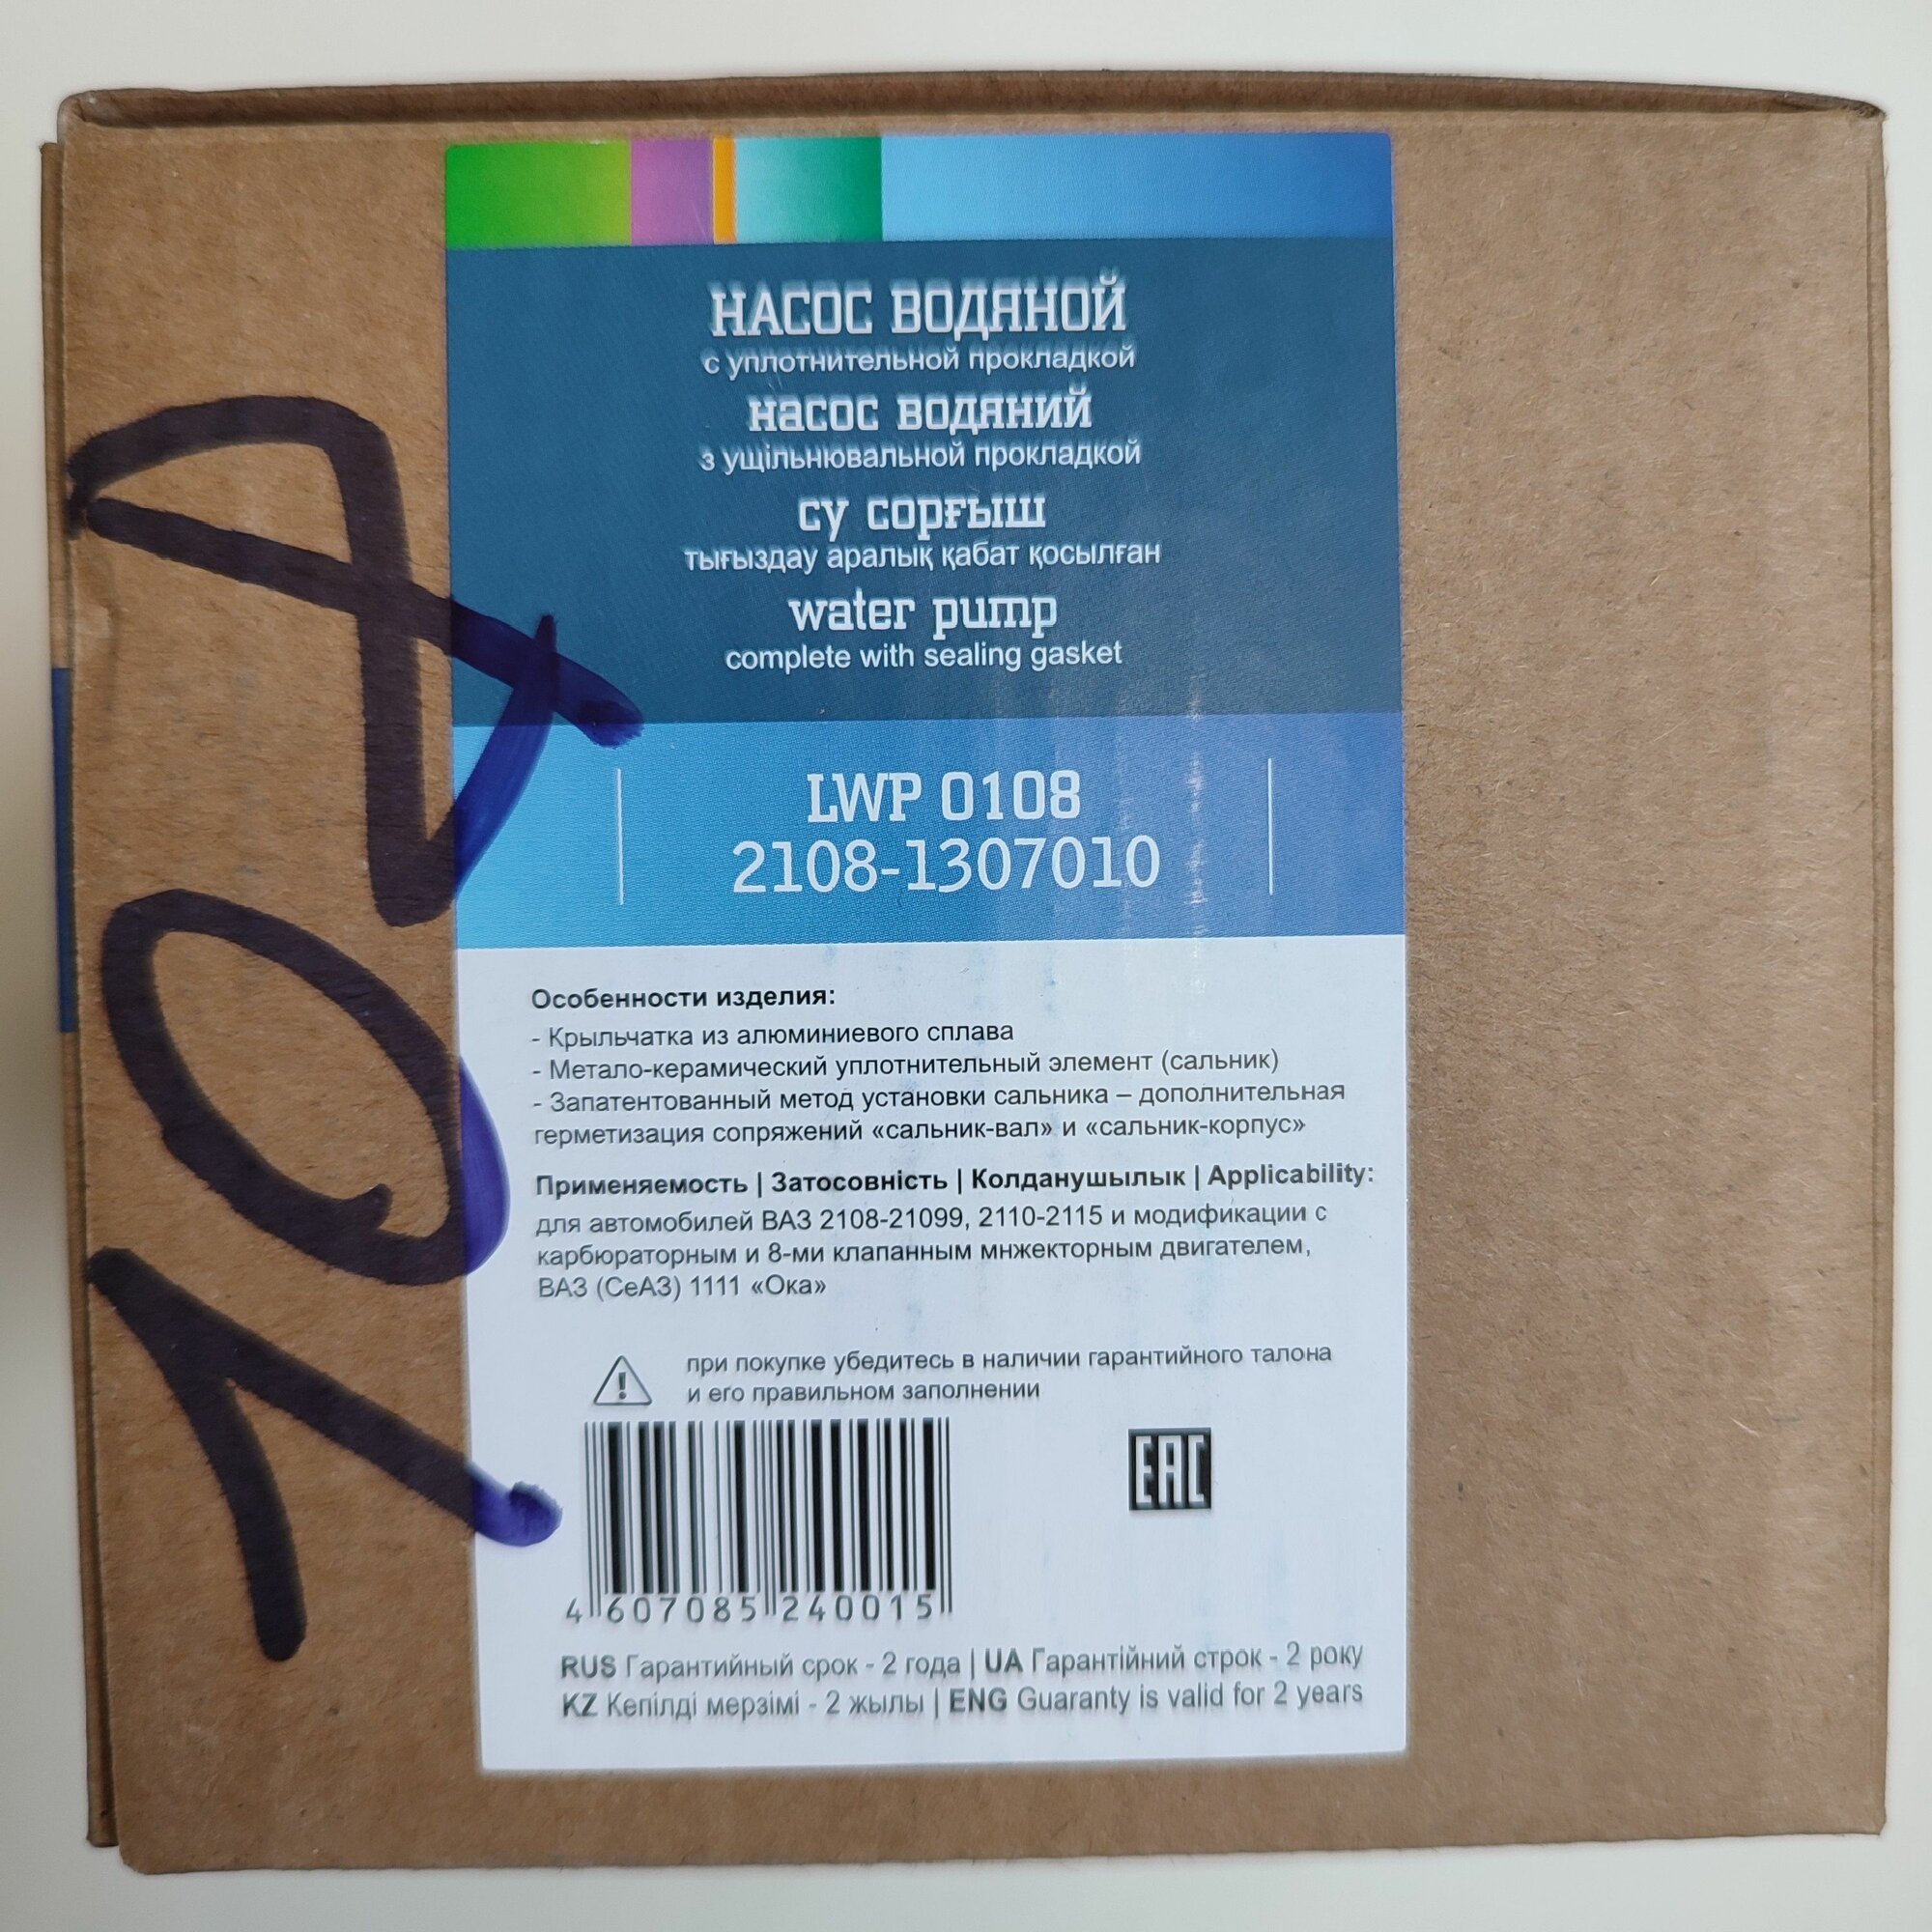 НАСОС ВОДЯНОЙ
с уплотнительной прокладкой
насос водяний
з ущільнювальной прокладкой
су сорғыш
тығыздау аралық қабат қосылған
water pump
complete with sealing gasket
LWP 0108
2108-1307010
Особенности изделия:
- Крыльчатка из алюминиевого сплава
- Метало-керамический уплотнительный элемент (сальник)
- Запатентованный метод установки сальника – дополнительная
герметизация сопряжений «сальник-вал» и «сальник-корпус»
Применяемость | Затосовність | Колданушылык | Applicability:
для автомобилей ВАЗ 2108-21099, 2110-2115 и модификации с
карбюраторным и 8-ми клапанным мнжекторным двигателем,
ВАЗ (СеАЗ) 1111 «Ока»
! при покупке убедитесь в наличии гарантийного талона
и его правильном заполнении
EAC
4 607085 240015
RUS Гарантийный срок - 2 года | UA Гарантійний строк - 2 року
KZ Кепілді мерзімі - 2 жылы | ENG Guaranty is valid for 2 years